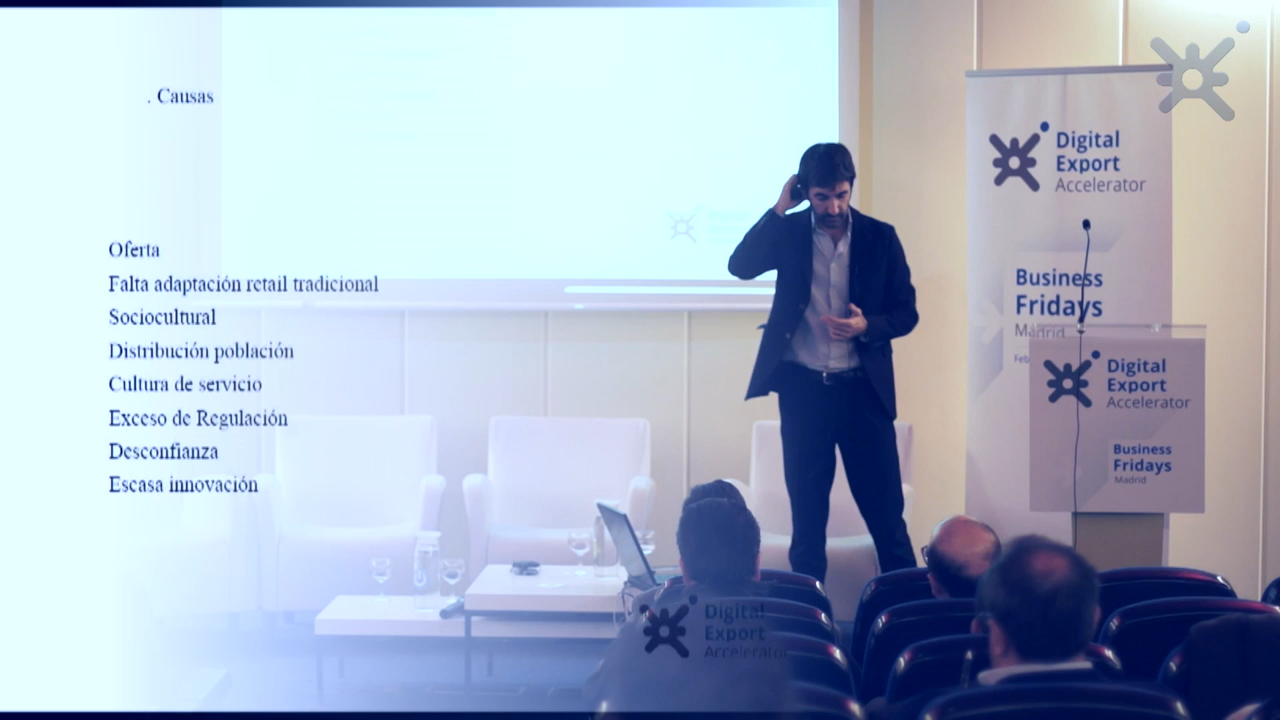 . Causas
Oferta
Falta adaptación retail tradicional
Sociocultural
Distribución población
Cultura de servicio
Exceso de Regulación
Desconfianza
Escasa innovación
Digital
Export
Accelerator
Business
Fridays
Madrid
Feb
Digital
Export
Accelerator
Business
Fridays
Madrid
Digital
Export
Accelerator